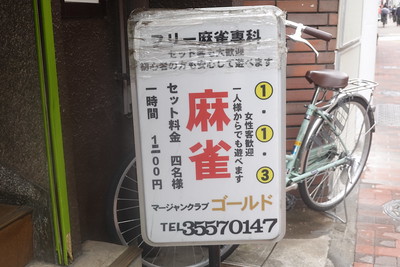 フリー麻雀専科
セット客も大歓迎
初心者の方も安心して遊べます
麻雀
①・①・③
女性客歓迎
一人様からでも遊べます
セット料金 四名様
一時間 1200円
マージャンクラブ ゴールド
TEL35570147